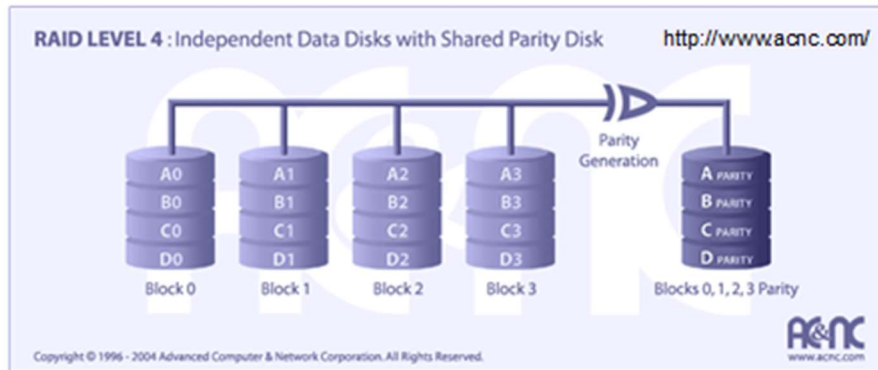 RAID LEVEL 4 : Independent Data Disks with Shared Parity Disk
http://www.acnc.com/
Parity
Generation
A0 A1 A2 A3 A PARITY
B0 B1 B2 B3 B PARITY
C0 C1 C2 C3 C PARITY
D0 D1 D2 D3 D PARITY
Block 0 Block 1 Block 2 Block 3 Blocks 0, 1, 2, 3 Parity
AC&NC
www.acnc.com
Copyright © 1996 - 2004 Advanced Computer & Network Corporation. All Rights Reserved.